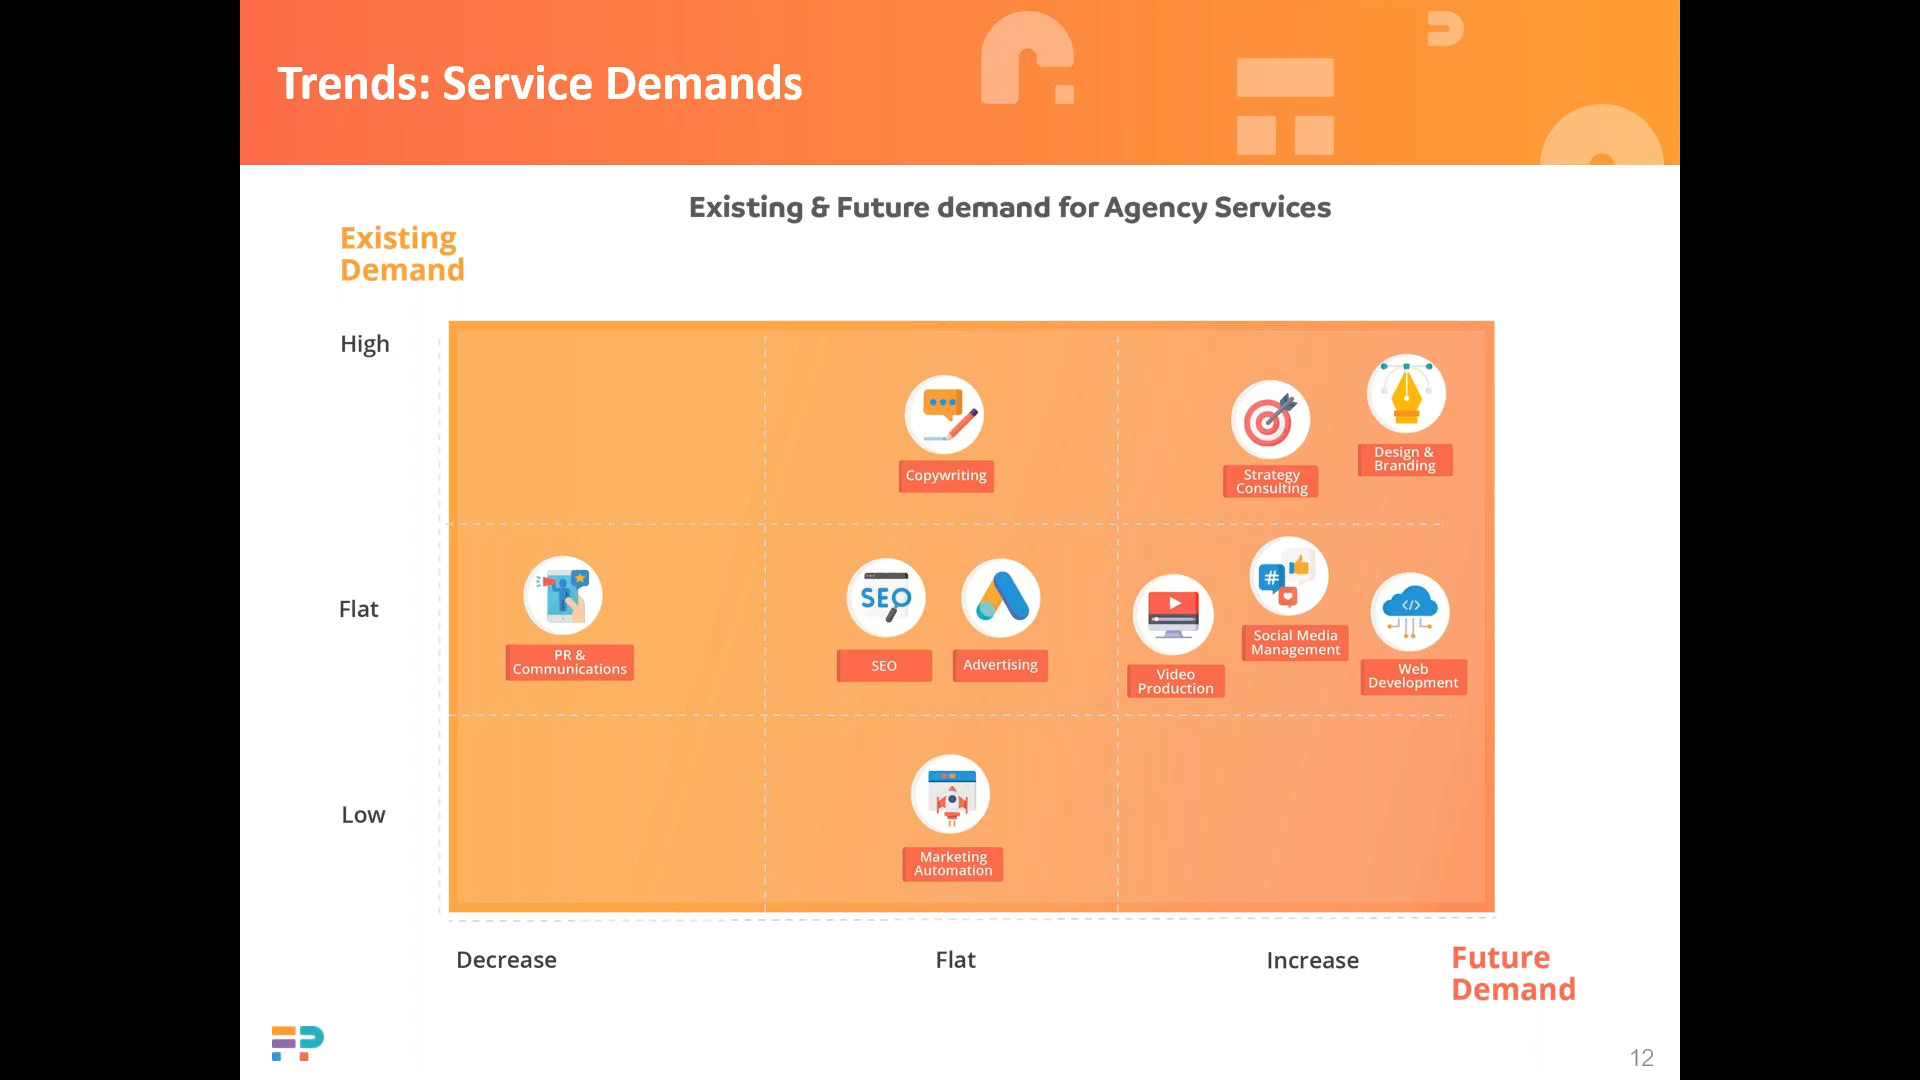 Trends: Service Demands
Existing & Future demand for Agency Services
Existing
Demand
High
Copywriting
Strategy
Consulting
Design &
Branding
Flat
PR &
Communications
SEO
SEO
Advertising
Video
Production
#
Social Media
Management
</>
Web
Development
Low
Marketing
Automation
Decrease
Flat
Increase
Future
Demand
FP
12